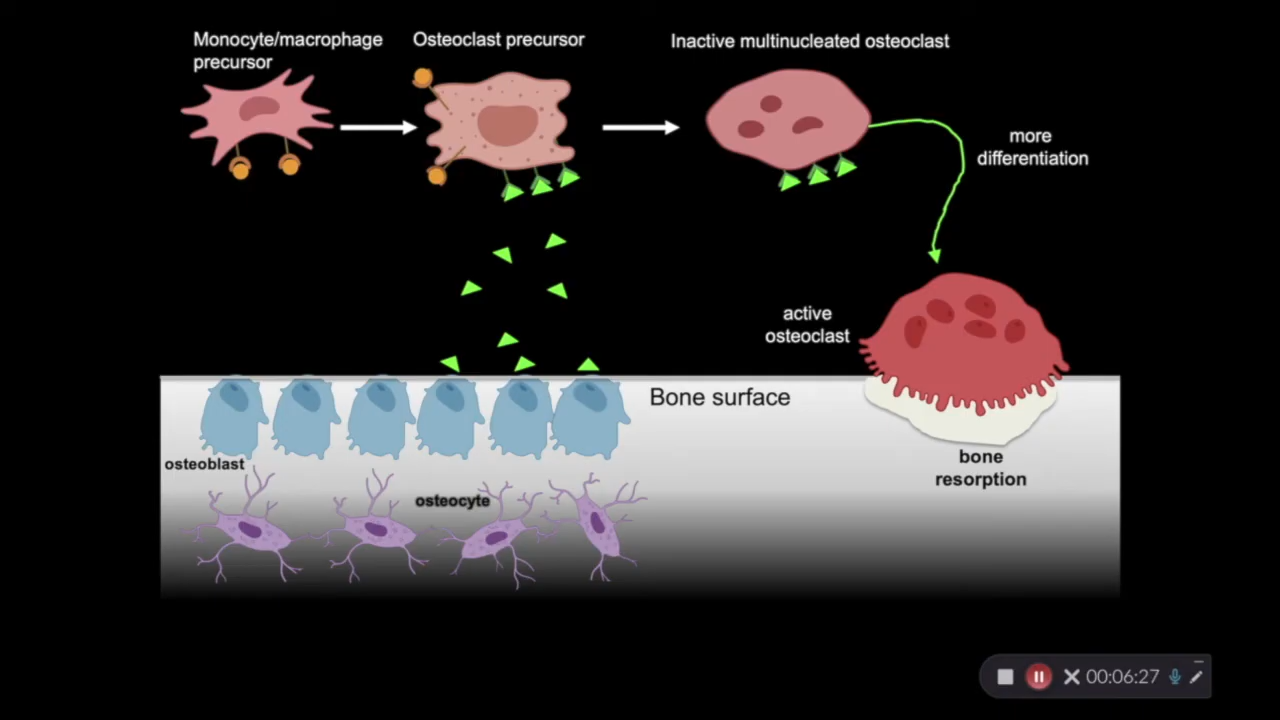 Monocyte/macrophage
precursor
Osteoclast precursor
Inactive multinucleated osteoclast
more
differentiation
active
osteoclast
Bone surface
osteoblast
bone
resorption
osteocyte
00:06:27